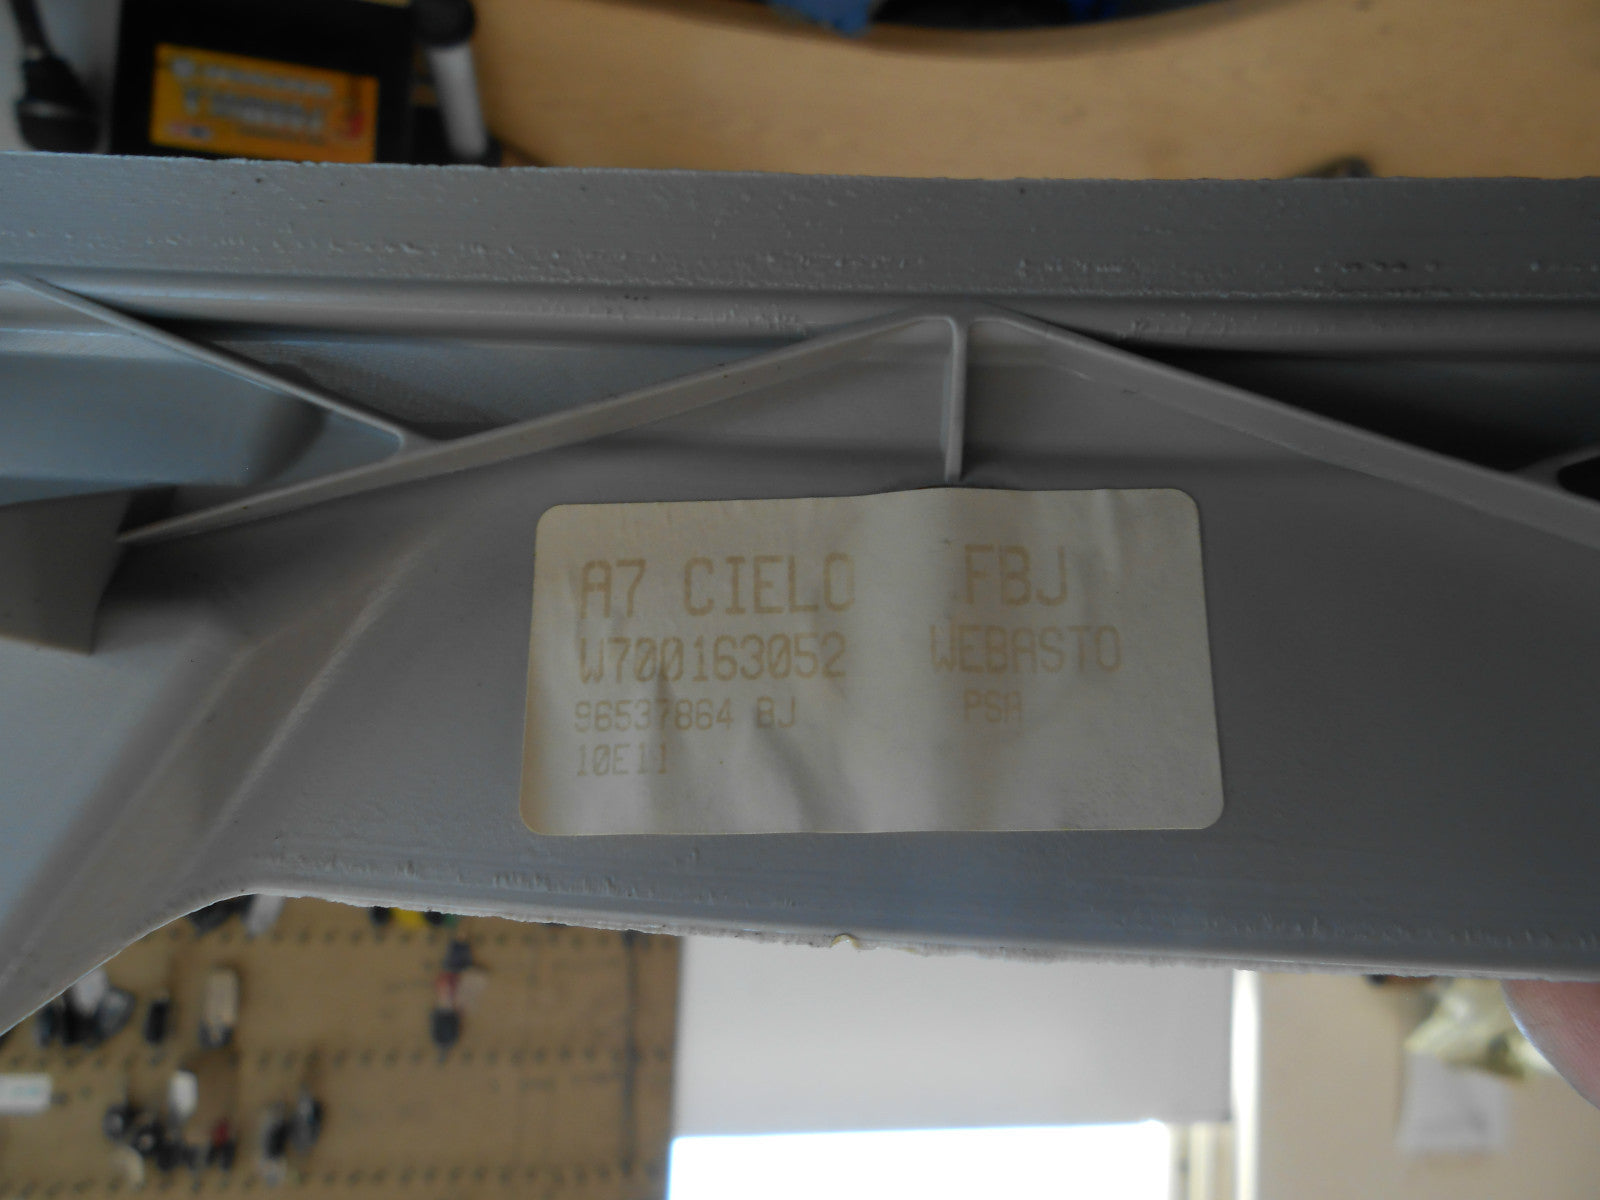 A7 CIELO FBJ
W700163052 WEBASTO
96537864 BJ PSA
10E11